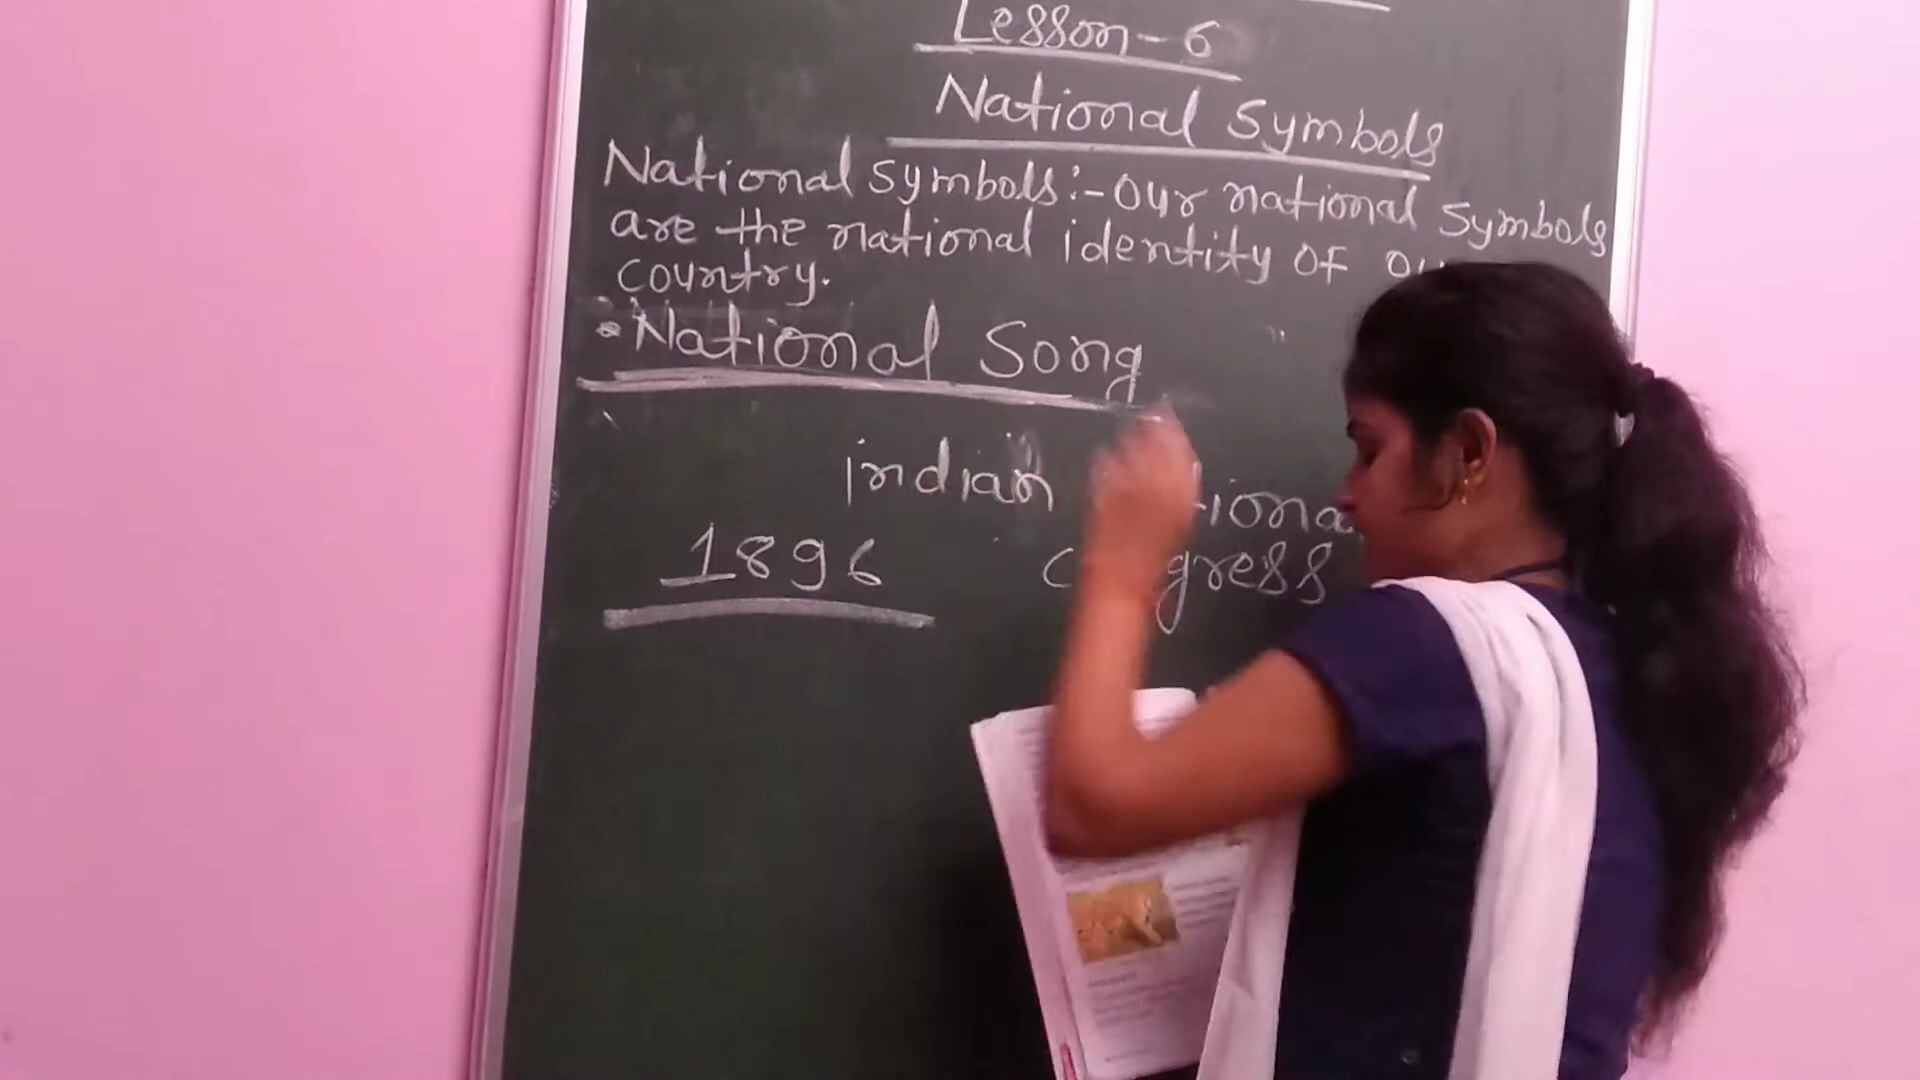 Lesson - 6
National Symbols
National symbols:- Our national symbols
are the national identity of
country.
National Song
indian
1896